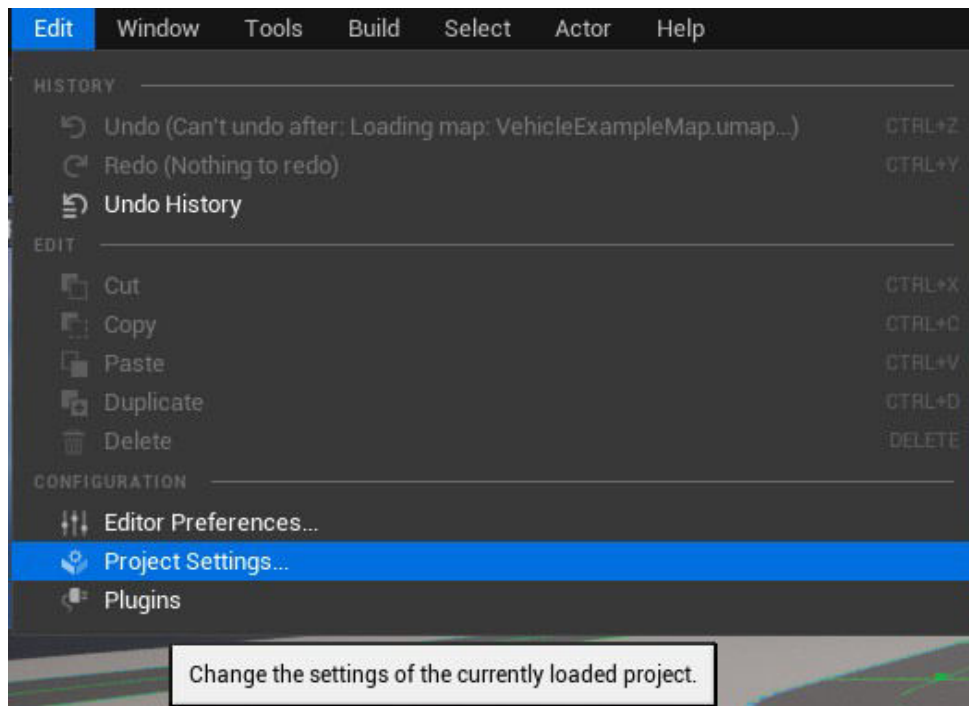 Edit Window Tools Build Select Actor Help
HISTORY
Undo (Can't undo after: Loading map: VehicleExampleMap.umap...) CTRL+Z
Redo (Nothing to redo) CTRL+Y
Undo History
EDIT
Cut CTRL+X
Copy CTRL+C
Paste CTRL+V
Duplicate CTRL+D
Delete DELETE
CONFIGURATION
Editor Preferences...
Project Settings...
Plugins
Change the settings of the currently loaded project.